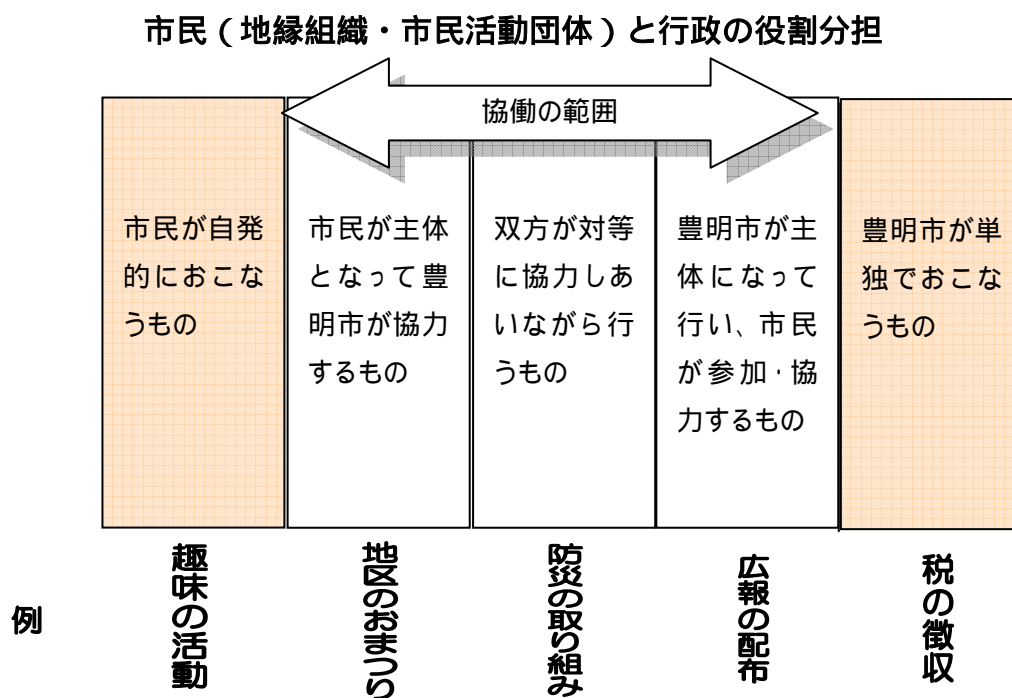 市民（地縁組織・市民活動団体）と行政の役割分担
協働の範囲
市民が自発
的におこな
うもの
市民が主体
となって豊
明市が協力
するもの
双方が対等
に協力しあ
いながら行
うもの
豊明市が主
体になって
行い、市民
が参加・協
力するもの
豊明市が単
独でおこな
うもの
例
趣味の活動
地区のおまつり
防災の取り組み
広報の配布
税の徴収